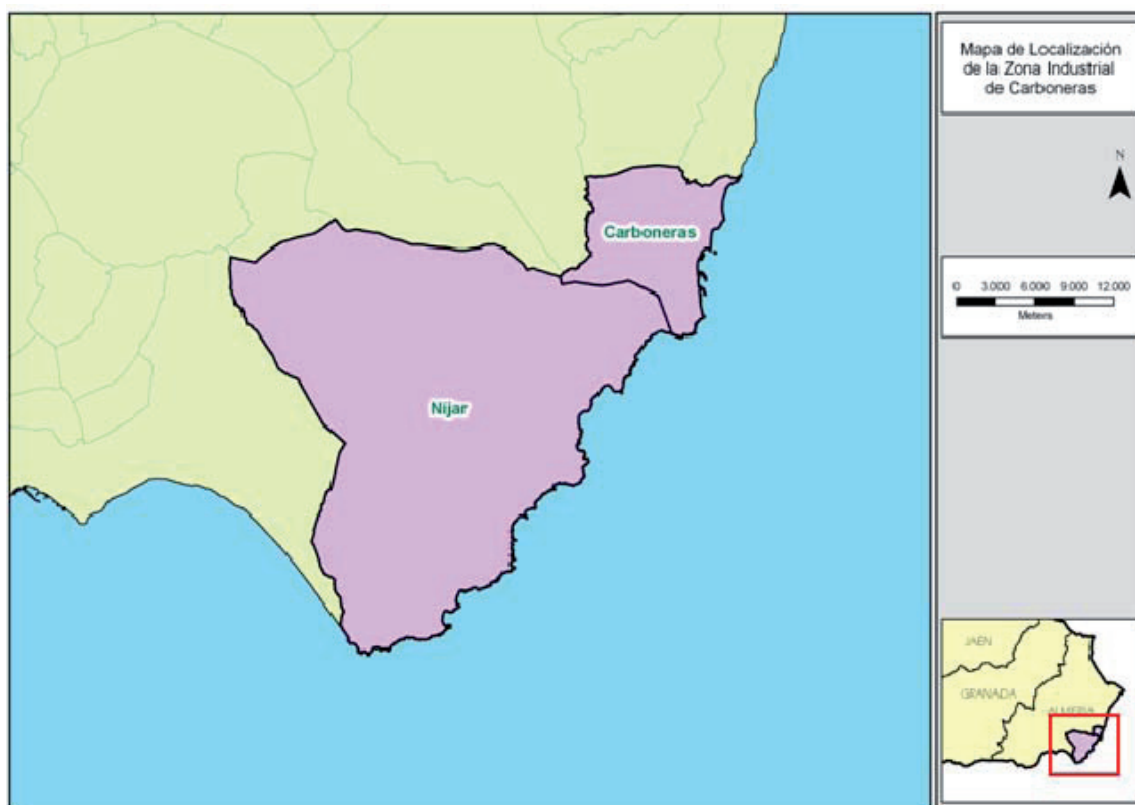 Mapa de Localización
de la Zona Industrial
de Carboneras
N
Carboneras
0 3.000 6.000 9.000 12.000
Meters
Níjar
JAEN
GRANADA
ALMERIA